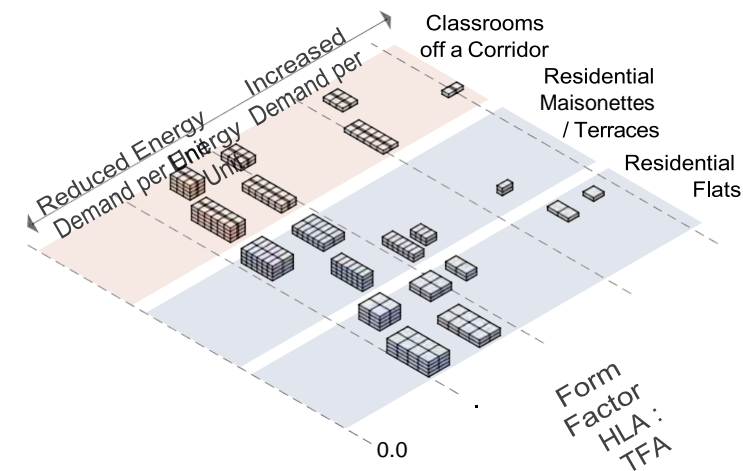 Classrooms
off a Corridor
Residential
Maisonettes
/ Terraces
Residential
Flats
Increased
Demand per
Energy
Unit
Reduced Energy
Demand per Unit
0.0
.
Form
Factor
HLA :
TFA